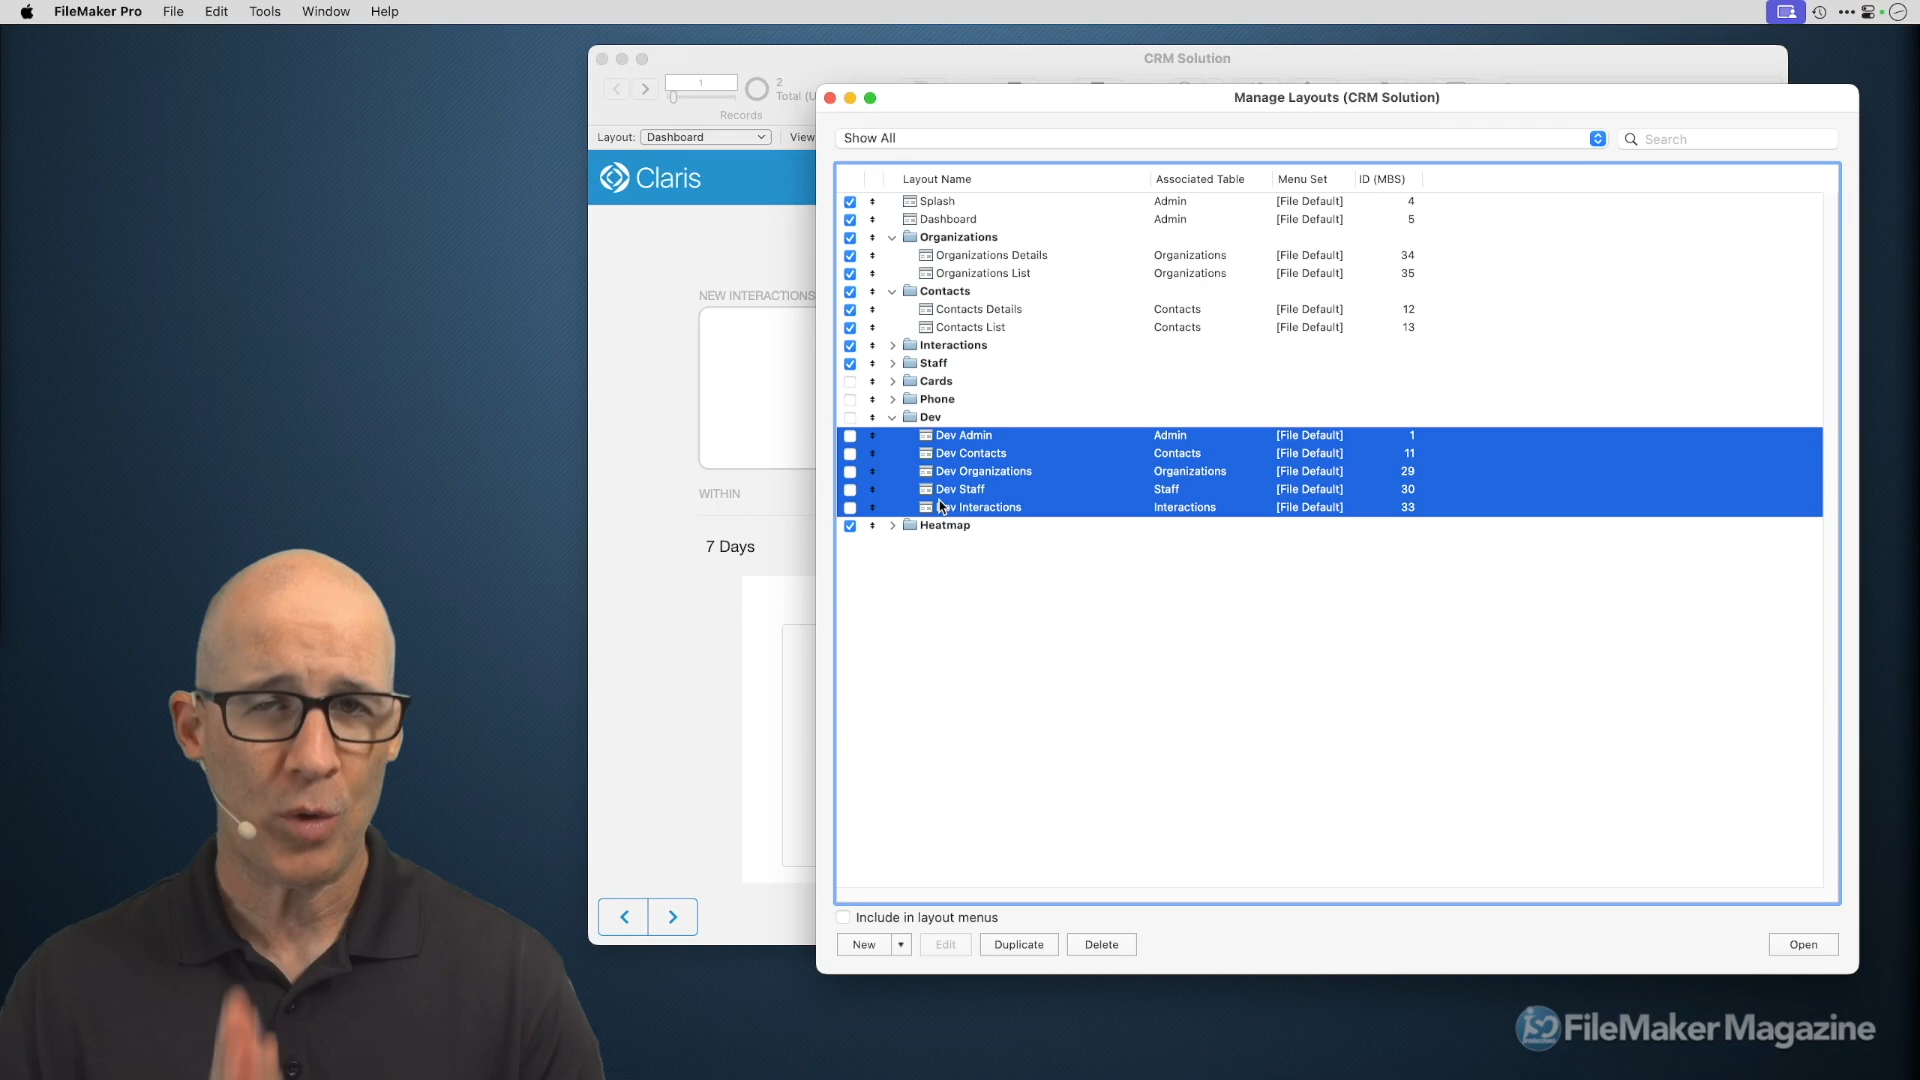 FileMaker Pro File Edit Tools Window Help
CRM Solution
1
2
Total (U
Records
Layout: Dashboard View
Claris
NEW INTERACTIONS
WITHIN
7 Days
Manage Layouts (CRM Solution)
Show All
Search
Layout Name Associated Table Menu Set ID (MBS)
Splash Admin [File Default] 4
Dashboard Admin [File Default] 5
Organizations
Organizations Details Organizations [File Default] 34
Organizations List Organizations [File Default] 35
Contacts
Contacts Details Contacts [File Default] 12
Contacts List Contacts [File Default] 13
Interactions
Staff
Cards
Phone
Dev
Dev Admin Admin [File Default] 1
Dev Contacts Contacts [File Default] 11
Dev Organizations Organizations [File Default] 29
Dev Staff Staff [File Default] 30
Dev Interactions Interactions [File Default] 33
Heatmap
Include in layout menus
New Edit Duplicate Delete Open
FileMaker Magazine